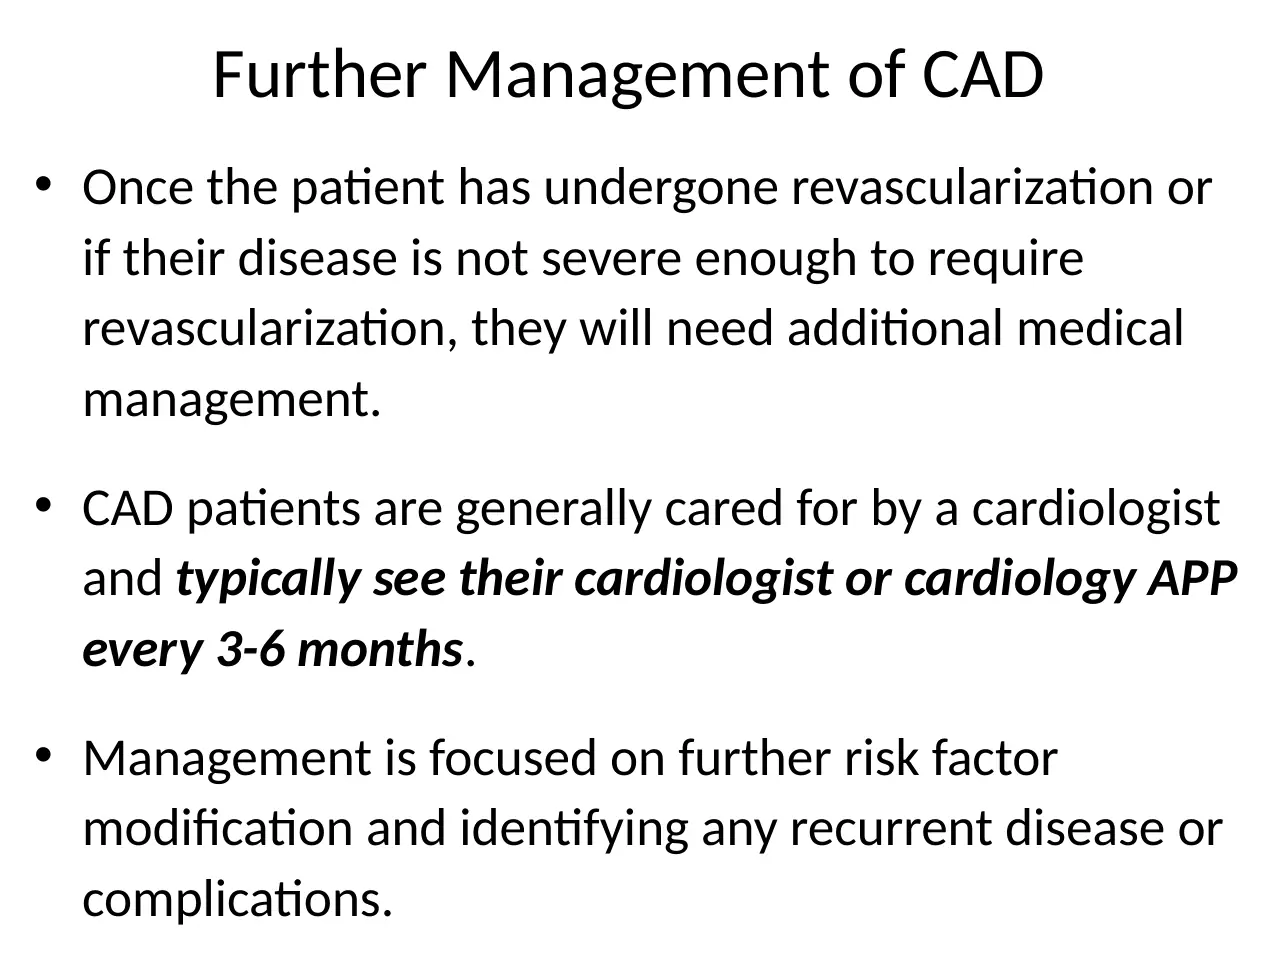 Further Management of CAD
• Once the patient has undergone revascularization or
if their disease is not severe enough to require
revascularization, they will need additional medical
management.
• CAD patients are generally cared for by a cardiologist
and typically see their cardiologist or cardiology APP
every 3-6 months.
• Management is focused on further risk factor
modification and identifying any recurrent disease or
complications.